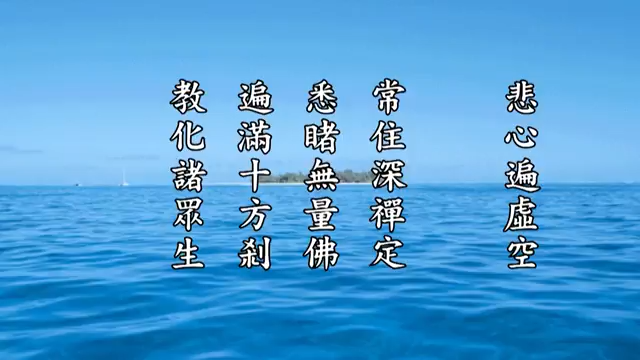 悲心遍虛空
常住深禪定
悉睹無量佛
遍滿十方剎
教化諸眾生